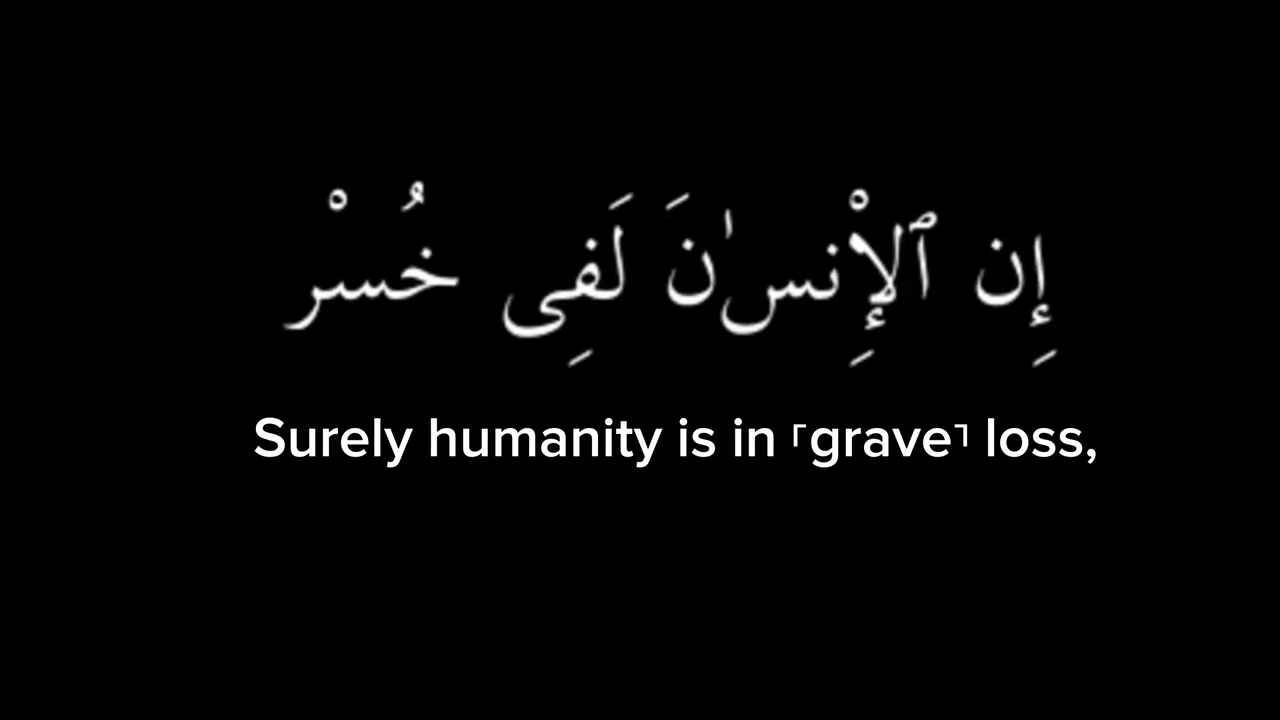 إِن ٱلْإِنسٰنَ لَفِى خُسْر
Surely humanity is in ⸢grave⸣ loss,